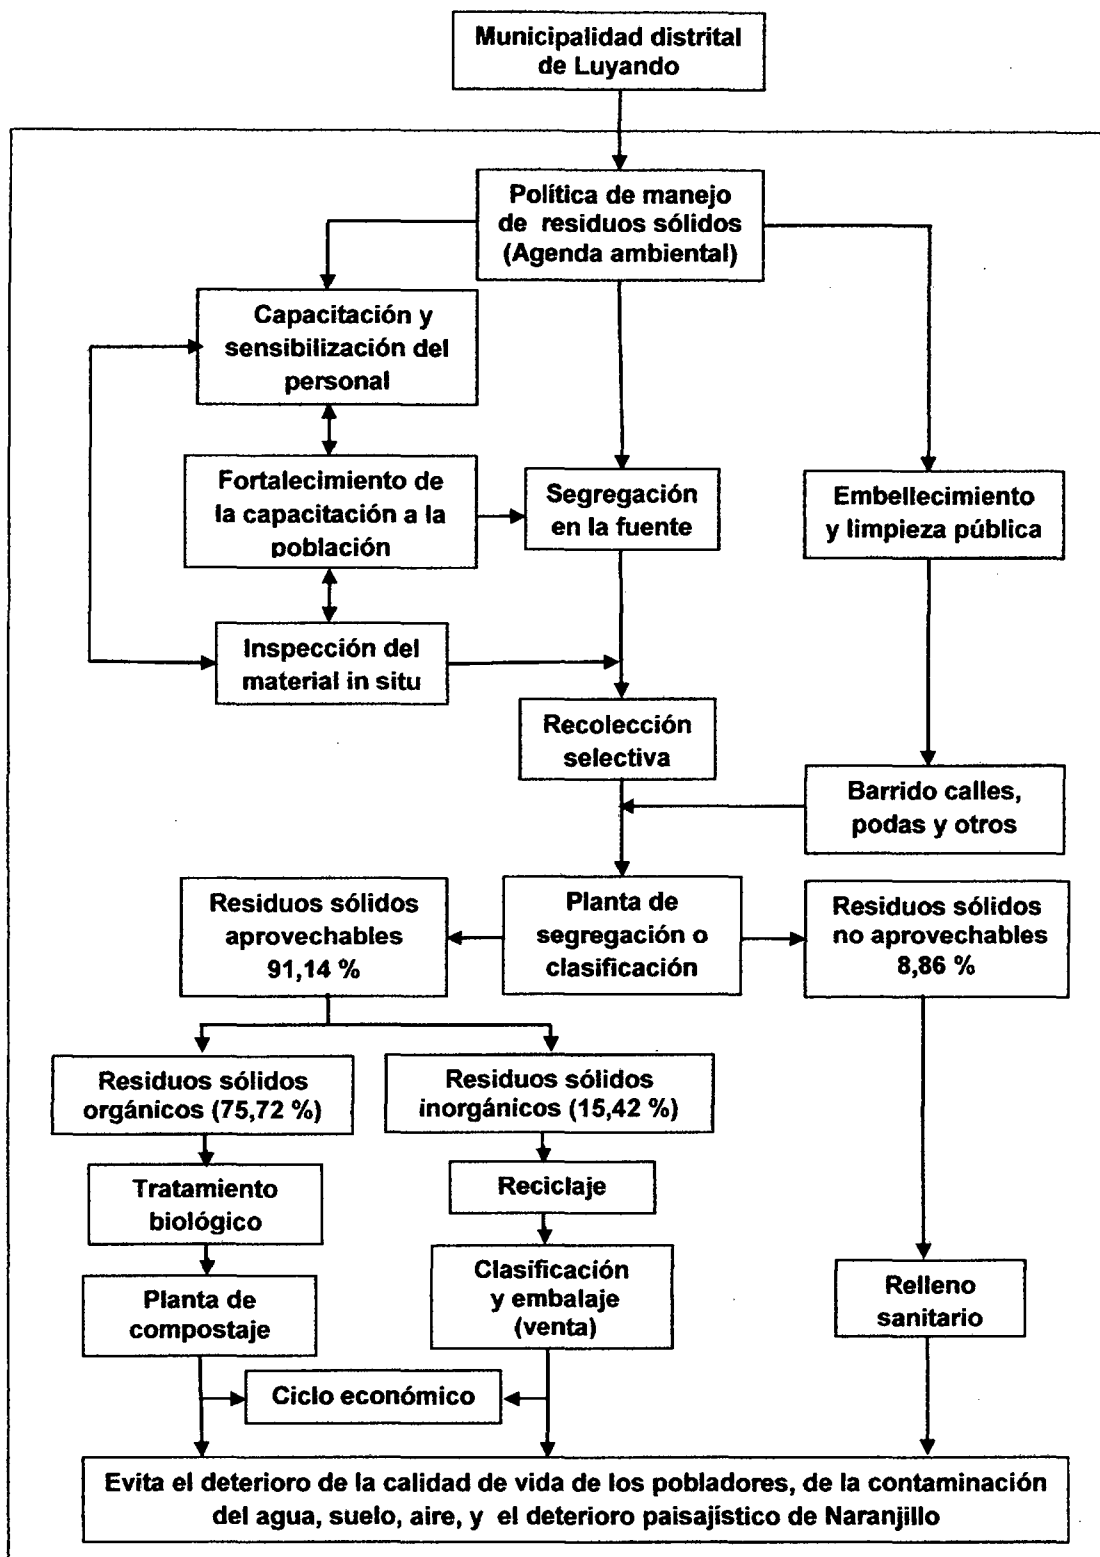 Municipalidad distrital
de Luyando
Política de manejo
de residuos sólidos
(Agenda ambiental)
Capacitación y
sensibilización del
personal
Fortalecimiento de
la capacitación a la
población
Segregación
en la fuente
Embellecimiento
y limpieza pública
Inspección del
material in situ
Recolección
selectiva
Barrido calles,
podas y otros
Residuos sólidos
aprovechables
91,14 %
Planta de
segregación o
clasificación
Residuos sólidos
no aprovechables
8,86 %
Residuos sólidos
orgánicos (75,72 %)
Residuos sólidos
inorgánicos (15,42 %)
Tratamiento
biológico
Reciclaje
Planta de
compostaje
Clasificación
y embalaje
(venta)
Relleno
sanitario
Ciclo económico
Evita el deterioro de la calidad de vida de los pobladores, de la contaminación
del agua, suelo, aire, y el deterioro paisajístico de Naranjillo